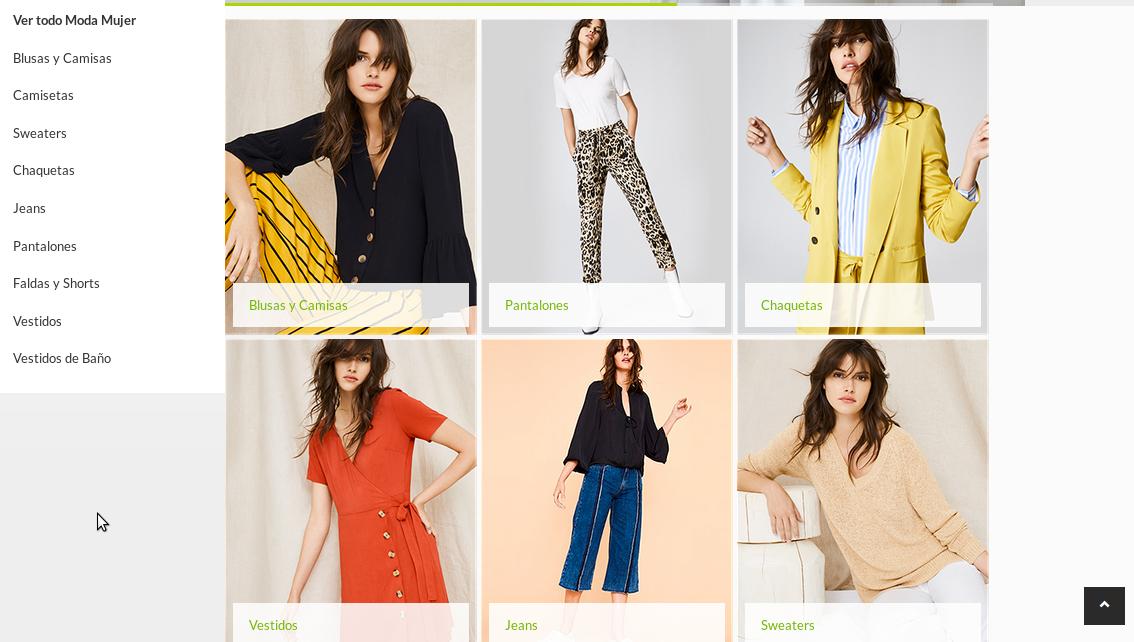 Ver todo Moda Mujer
Blusas y Camisas
Camisetas
Sweaters
Chaquetas
Jeans
Pantalones
Faldas y Shorts
Vestidos
Vestidos de Baño
Blusas y Camisas
Pantalones
Chaquetas
Vestidos
Jeans
Sweaters